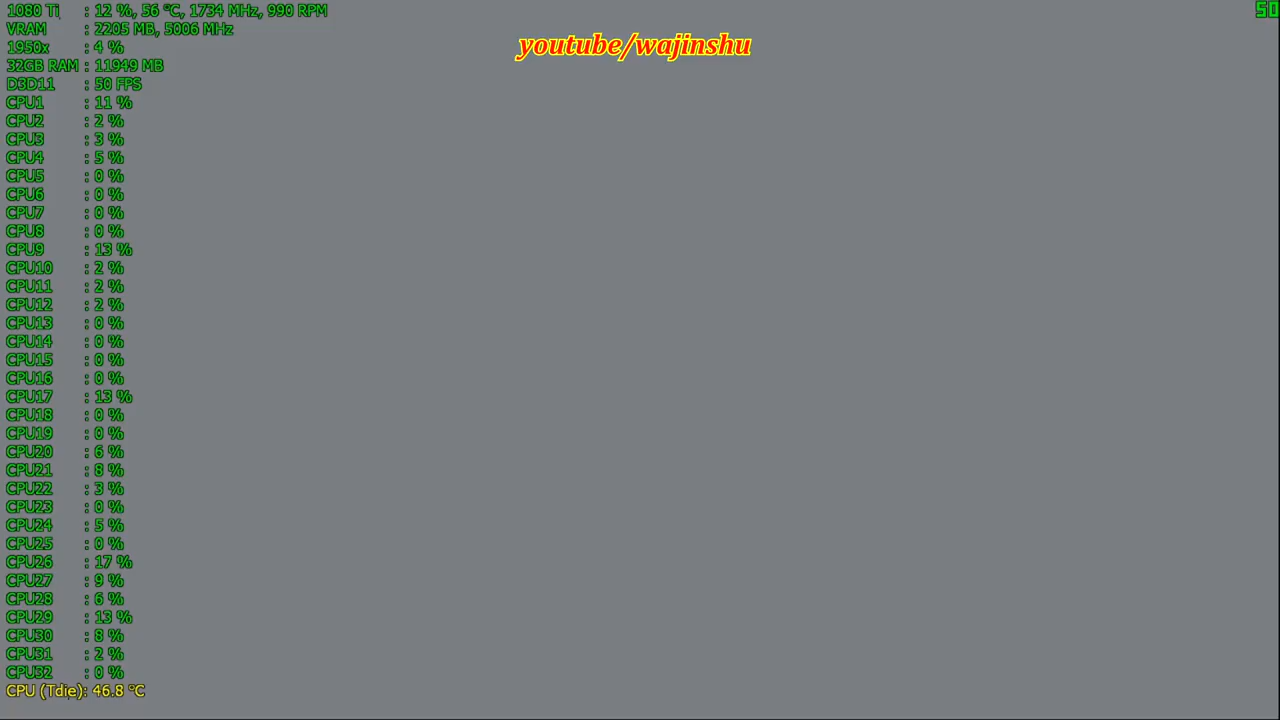 1080 Ti : 12 %, 56 °C, 1734 MHz, 990 RPM
50
VRAM : 2205 MB, 5006 MHz
youtube/wajinshu
1950x : 4 %
32GB RAM : 11949 MB
D3D11 : 50 FPS
CPU1 : 11 %
CPU2 : 2 %
CPU3 : 3 %
CPU4 : 5 %
CPU5 : 0 %
CPU6 : 0 %
CPU7 : 0 %
CPU8 : 0 %
CPU9 : 13 %
CPU10 : 2 %
CPU11 : 2 %
CPU12 : 2 %
CPU13 : 0 %
CPU14 : 0 %
CPU15 : 0 %
CPU16 : 0 %
CPU17 : 13 %
CPU18 : 0 %
CPU19 : 0 %
CPU20 : 6 %
CPU21 : 8 %
CPU22 : 3 %
CPU23 : 0 %
CPU24 : 5 %
CPU25 : 0 %
CPU26 : 17 %
CPU27 : 9 %
CPU28 : 6 %
CPU29 : 13 %
CPU30 : 8 %
CPU31 : 2 %
CPU32 : 0 %
CPU (Tdie): 46.8 °C